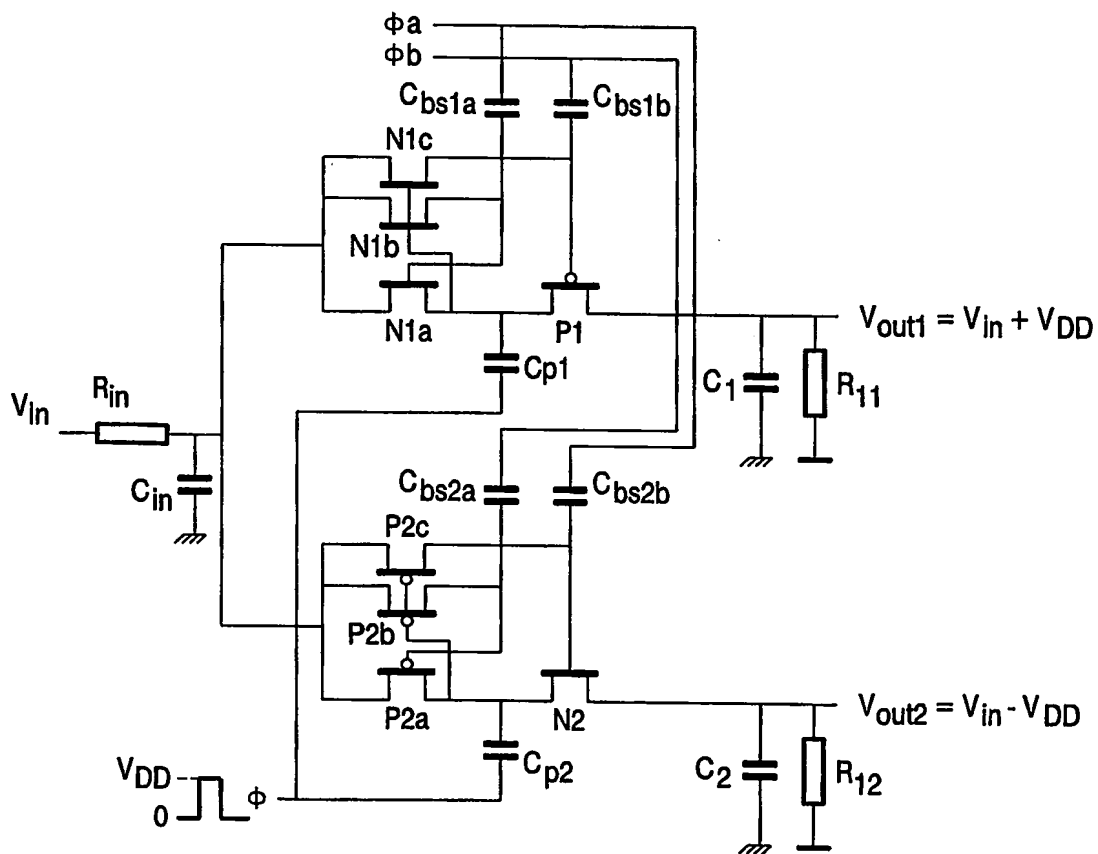 Φa
Φb
Cbs1a
Cbs1b
N1c
N1b
N1a
P1
Vout1 = Vin + VDD
Cp1
C1
R11
VIn
Rin
Cin
Cbs2a
Cbs2b
P2c
P2b
P2a
N2
Vout2 = Vin - VDD
Cp2
C2
R12
VDD
0
Φ